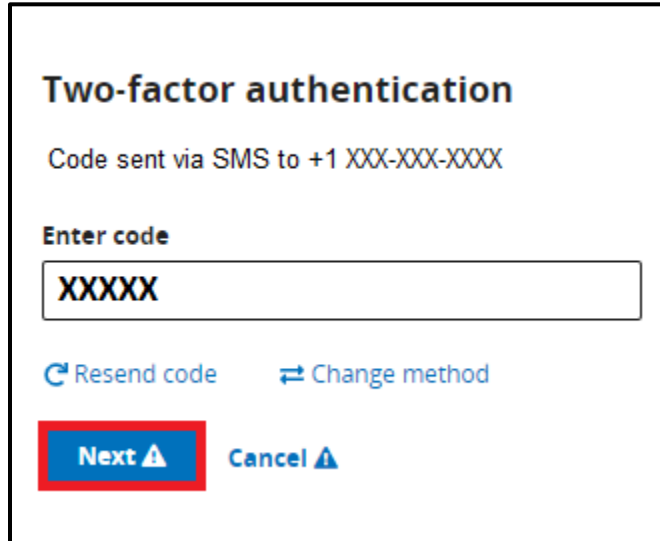 Two-factor authentication
Code sent via SMS to +1 XXX-XXX-XXXX
Enter code
XXXXX
Resend code Change method
Next Cancel